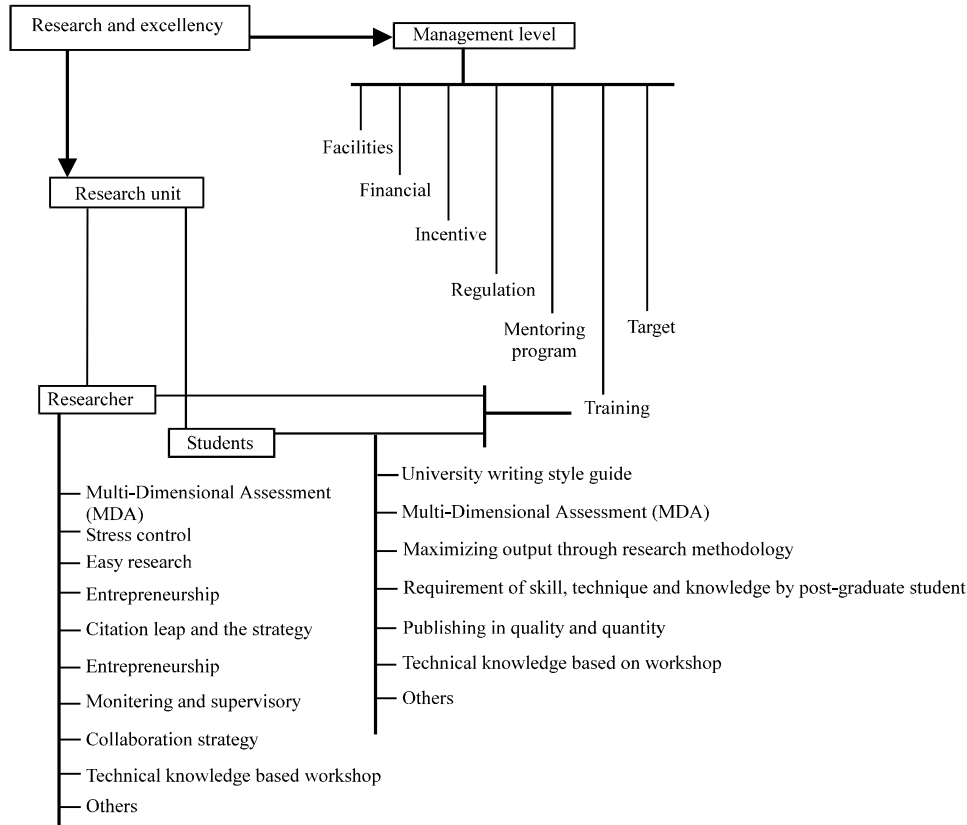 Research and excellency
Management level
Facilities
Financial
Incentive
Regulation
Mentoring
program
Target
Training
Research unit
Researcher
Students
Multi-Dimensional Assessment
(MDA)
Stress control
Easy research
Entrepreneurship
Citation leap and the strategy
Entrepreneurship
Monitering and supervisory
Collaboration strategy
Technical knowledge based workshop
Others
University writing style guide
Multi-Dimensional Assessment (MDA)
Maximizing output through research methodology
Requirement of skill, technique and knowledge by post-graduate student
Publishing in quality and quantity
Technical knowledge based on workshop
Others